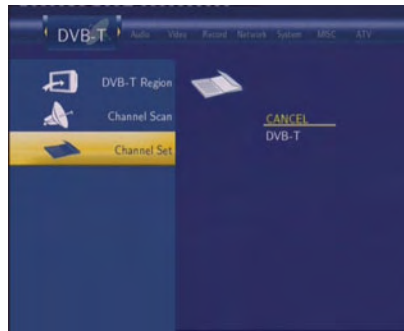 DVB-T Audio Video Record Network System MISC ATV
DVB-T Region
Channel Scan
Channel Set
CANCEL
DVB-T